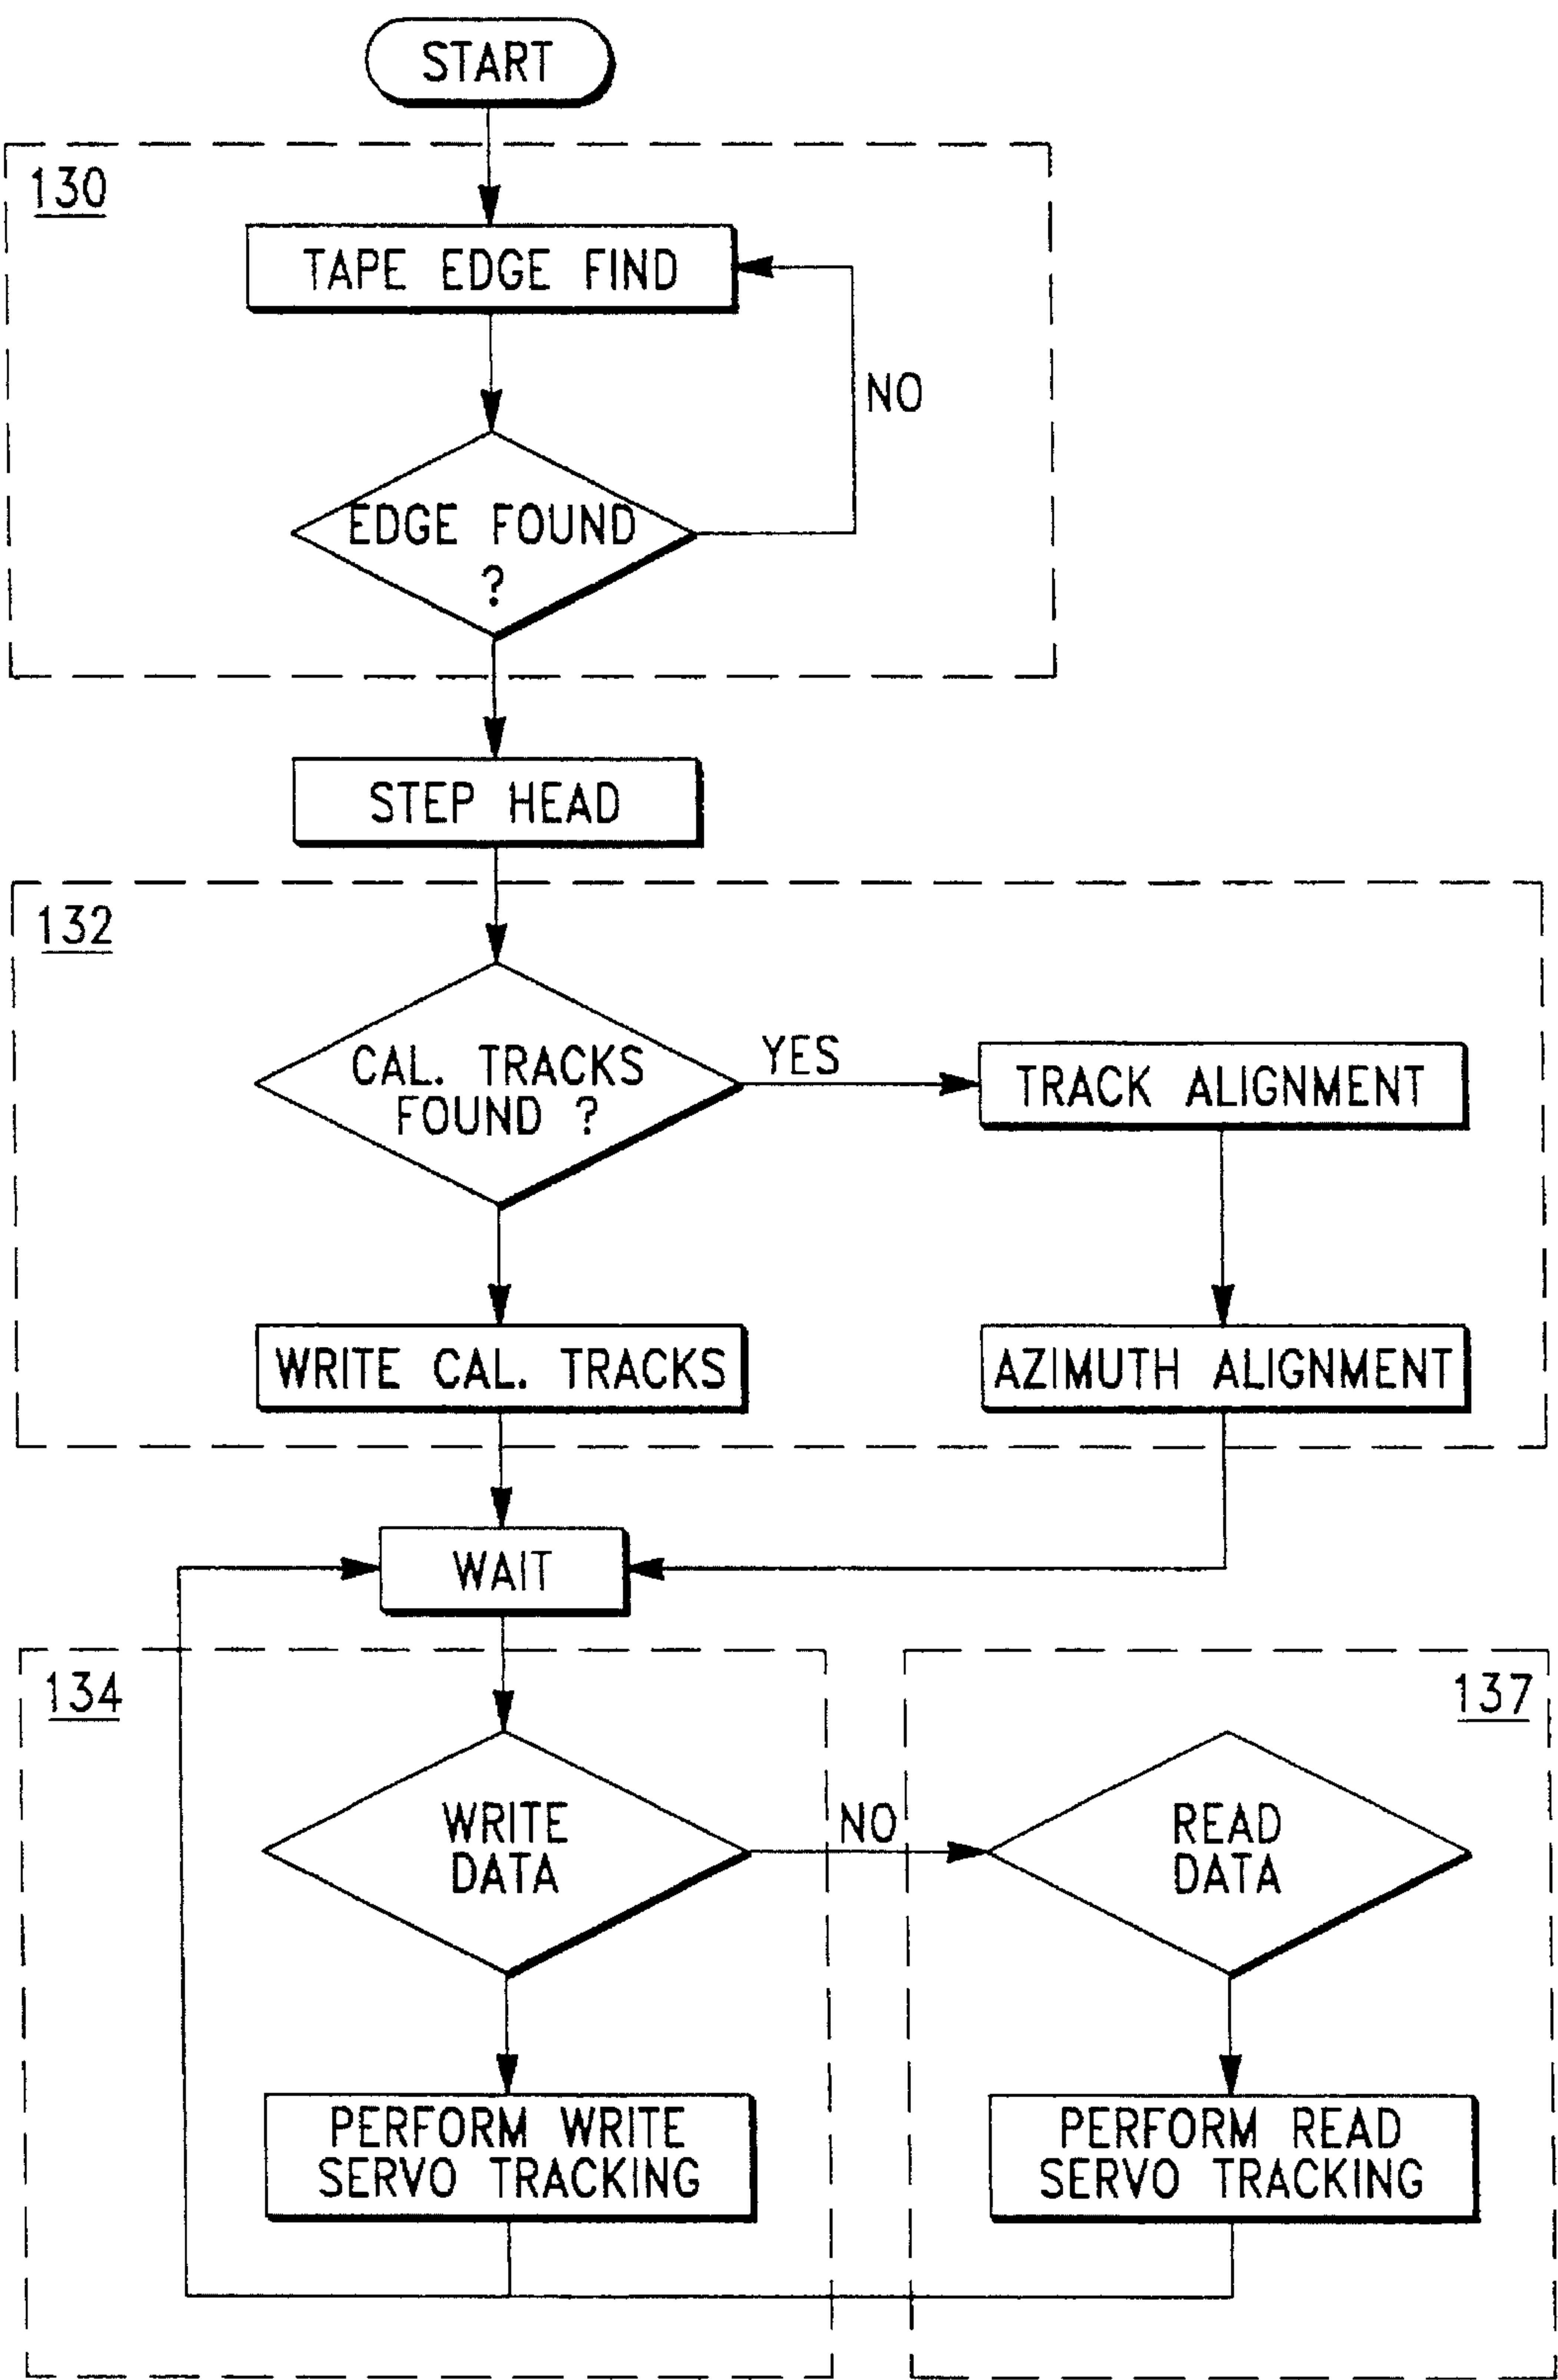 START
130
TAPE EDGE FIND
NO
EDGE FOUND
?
STEP HEAD
132
CAL. TRACKS
FOUND ?
YES
TRACK ALIGNMENT
WRITE CAL. TRACKS
AZIMUTH ALIGNMENT
WAIT
134
137
WRITE
DATA
NO
READ
DATA
PERFORM WRITE
SERVO TRACKING
PERFORM READ
SERVO TRACKING